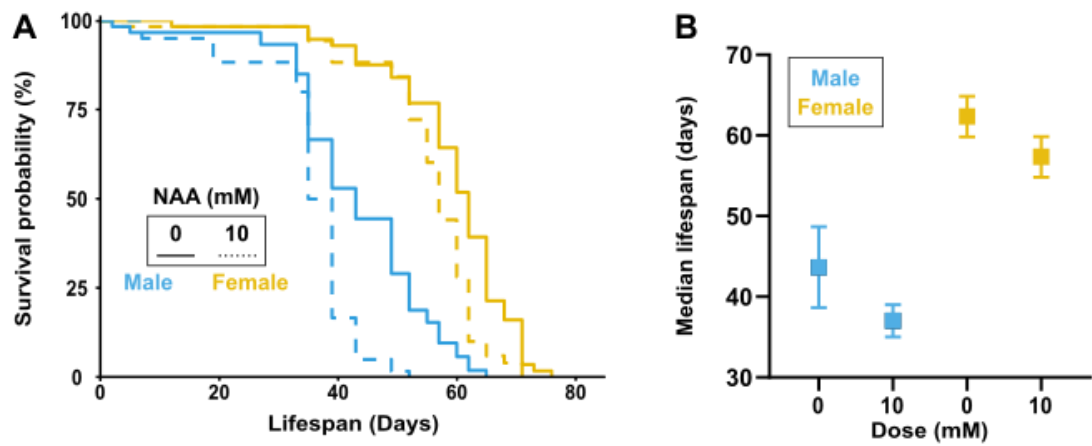 A
Survival probability (%)
100
75
50
25
0
0
20
40
60
80
Lifespan (Days)
NAA (mM)
0 10
Male Female
B
Median lifespan (days)
70
60
50
40
30
Male
Female
0 10 0 10
Dose (mM)